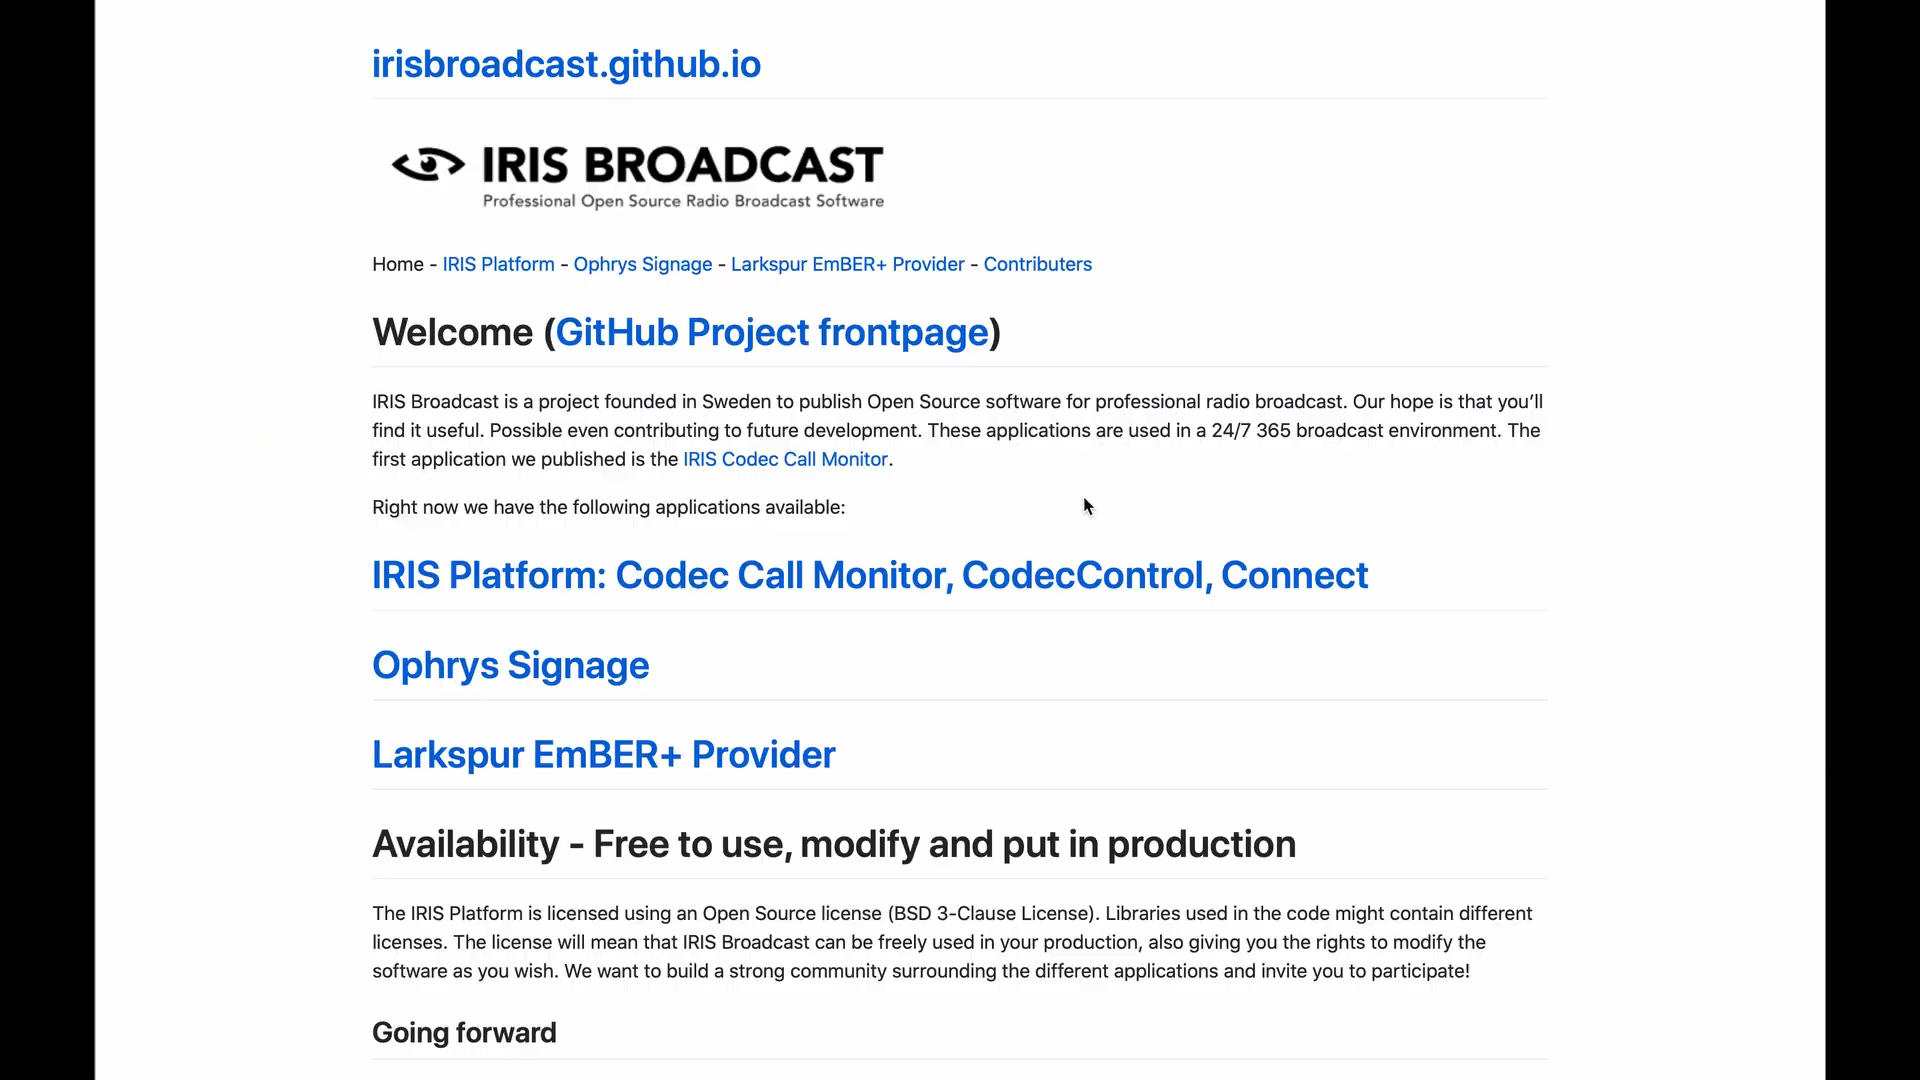 irisbroadcast.github.io
IRIS BROADCAST
Professional Open Source Radio Broadcast Software
Home - IRIS Platform - Ophrys Signage - Larkspur EmBER+ Provider - Contributers
Welcome (GitHub Project frontpage)
IRIS Broadcast is a project founded in Sweden to publish Open Source software for professional radio broadcast. Our hope is that you’ll
find it useful. Possible even contributing to future development. These applications are used in a 24/7 365 broadcast environment. The
first application we published is the IRIS Codec Call Monitor.
Right now we have the following applications available:
IRIS Platform: Codec Call Monitor, CodecControl, Connect
Ophrys Signage
Larkspur EmBER+ Provider
Availability - Free to use, modify and put in production
The IRIS Platform is licensed using an Open Source license (BSD 3-Clause License). Libraries used in the code might contain different
licenses. The license will mean that IRIS Broadcast can be freely used in your production, also giving you the rights to modify the
software as you wish. We want to build a strong community surrounding the different applications and invite you to participate!
Going forward